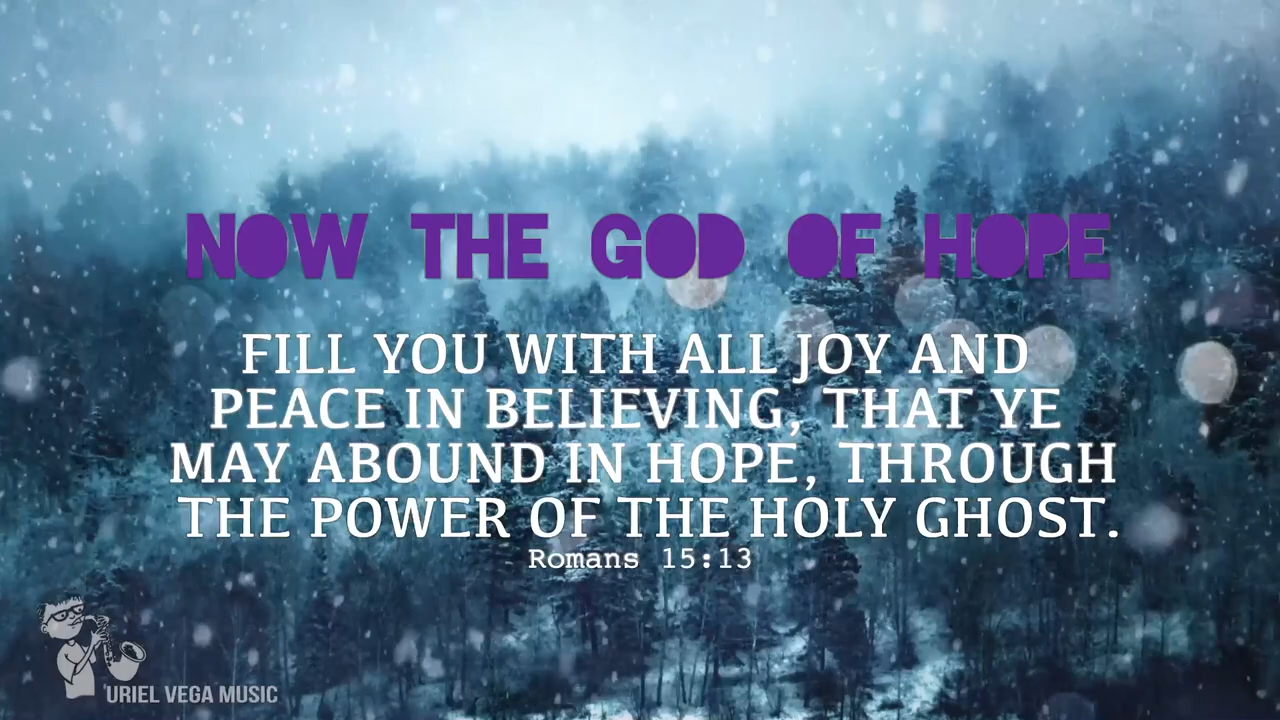 NOW THE GOD OF HOPE
FILL YOU WITH ALL JOY AND
PEACE IN BELIEVING, THAT YE
MAY ABOUND IN HOPE, THROUGH
THE POWER OF THE HOLY GHOST.
Romans 15:13
URIEL VEGA MUSIC